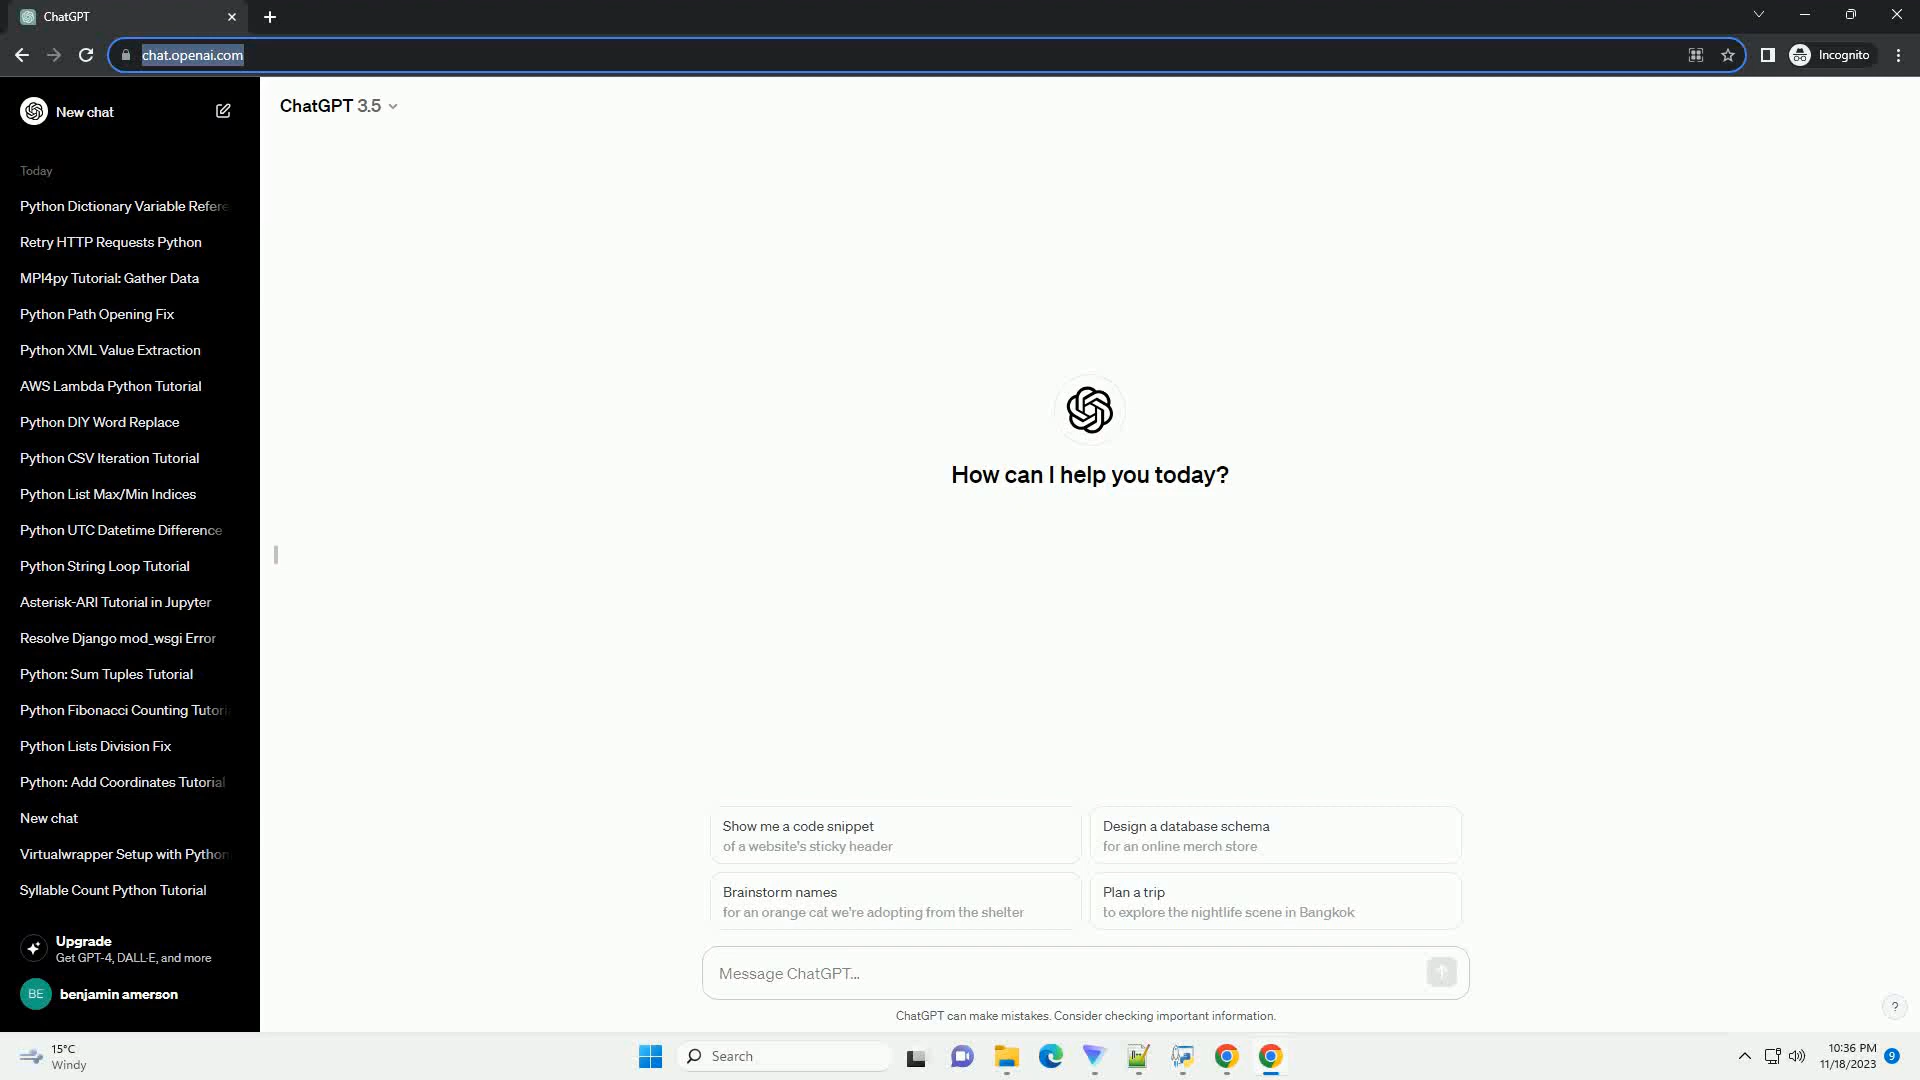 ChatGPT
chat.openai.com
Incognito
New chat
ChatGPT 3.5
Today
Python Dictionary Variable Refere
Retry HTTP Requests Python
MPI4py Tutorial: Gather Data
Python Path Opening Fix
Python XML Value Extraction
AWS Lambda Python Tutorial
Python DIY Word Replace
Python CSV Iteration Tutorial
Python List Max/Min Indices
Python UTC Datetime Difference
Python String Loop Tutorial
Asterisk-ARI Tutorial in Jupyter
Resolve Django mod_wsgi Error
Python: Sum Tuples Tutorial
Python Fibonacci Counting Tutori
Python Lists Division Fix
Python: Add Coordinates Tutorial
New chat
Virtualwrapper Setup with Python
Syllable Count Python Tutorial
Upgrade
Get GPT-4, DALL·E, and more
BE
benjamin amerson
How can I help you today?
Show me a code snippet
of a website's sticky header
Design a database schema
for an online merch store
Brainstorm names
for an orange cat we're adopting from the shelter
Plan a trip
to explore the nightlife scene in Bangkok
Message ChatGPT...
ChatGPT can make mistakes. Consider checking important information.
?
15°C
Windy
Search
10:36 PM
11/18/2023
9